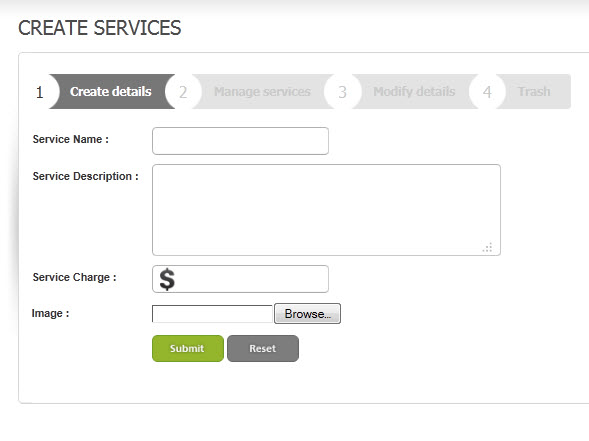 CREATE SERVICES
1 Create details 2 Manage services 3 Modify details 4 Trash
Service Name :
Service Description :
Service Charge : $
Image : Browse...
Submit Reset